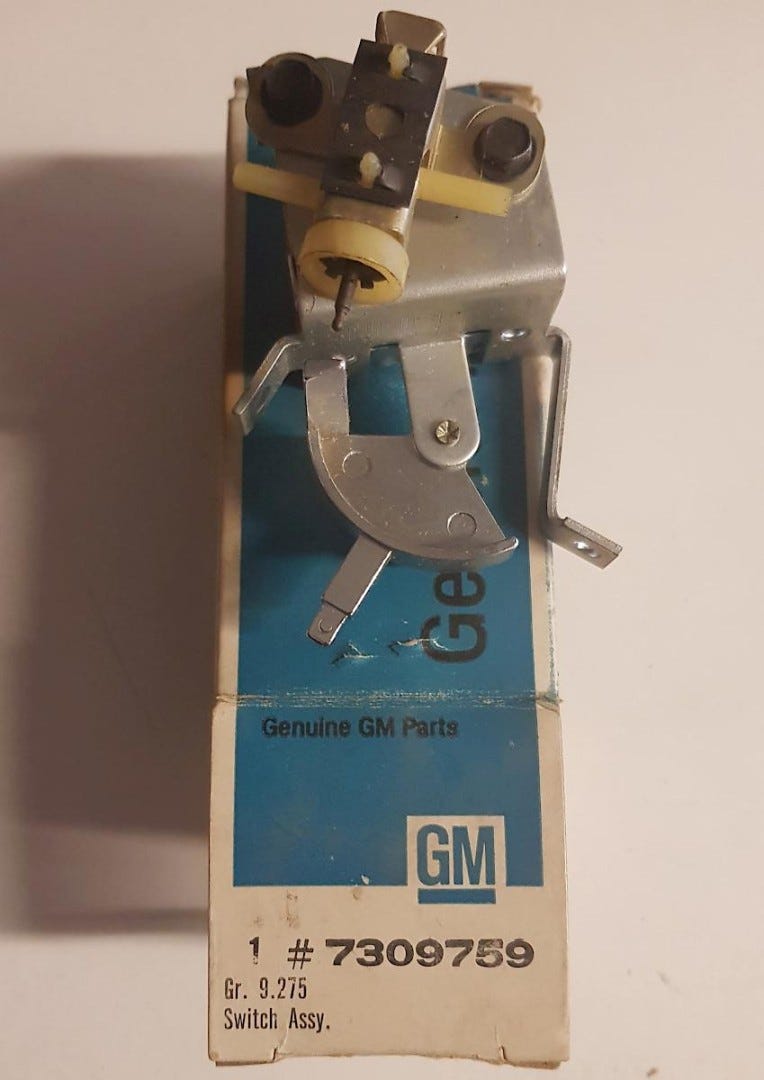 Ge
Genuine GM Parts
GM
1 # 7309759
Gr. 9.275
Switch Assy.